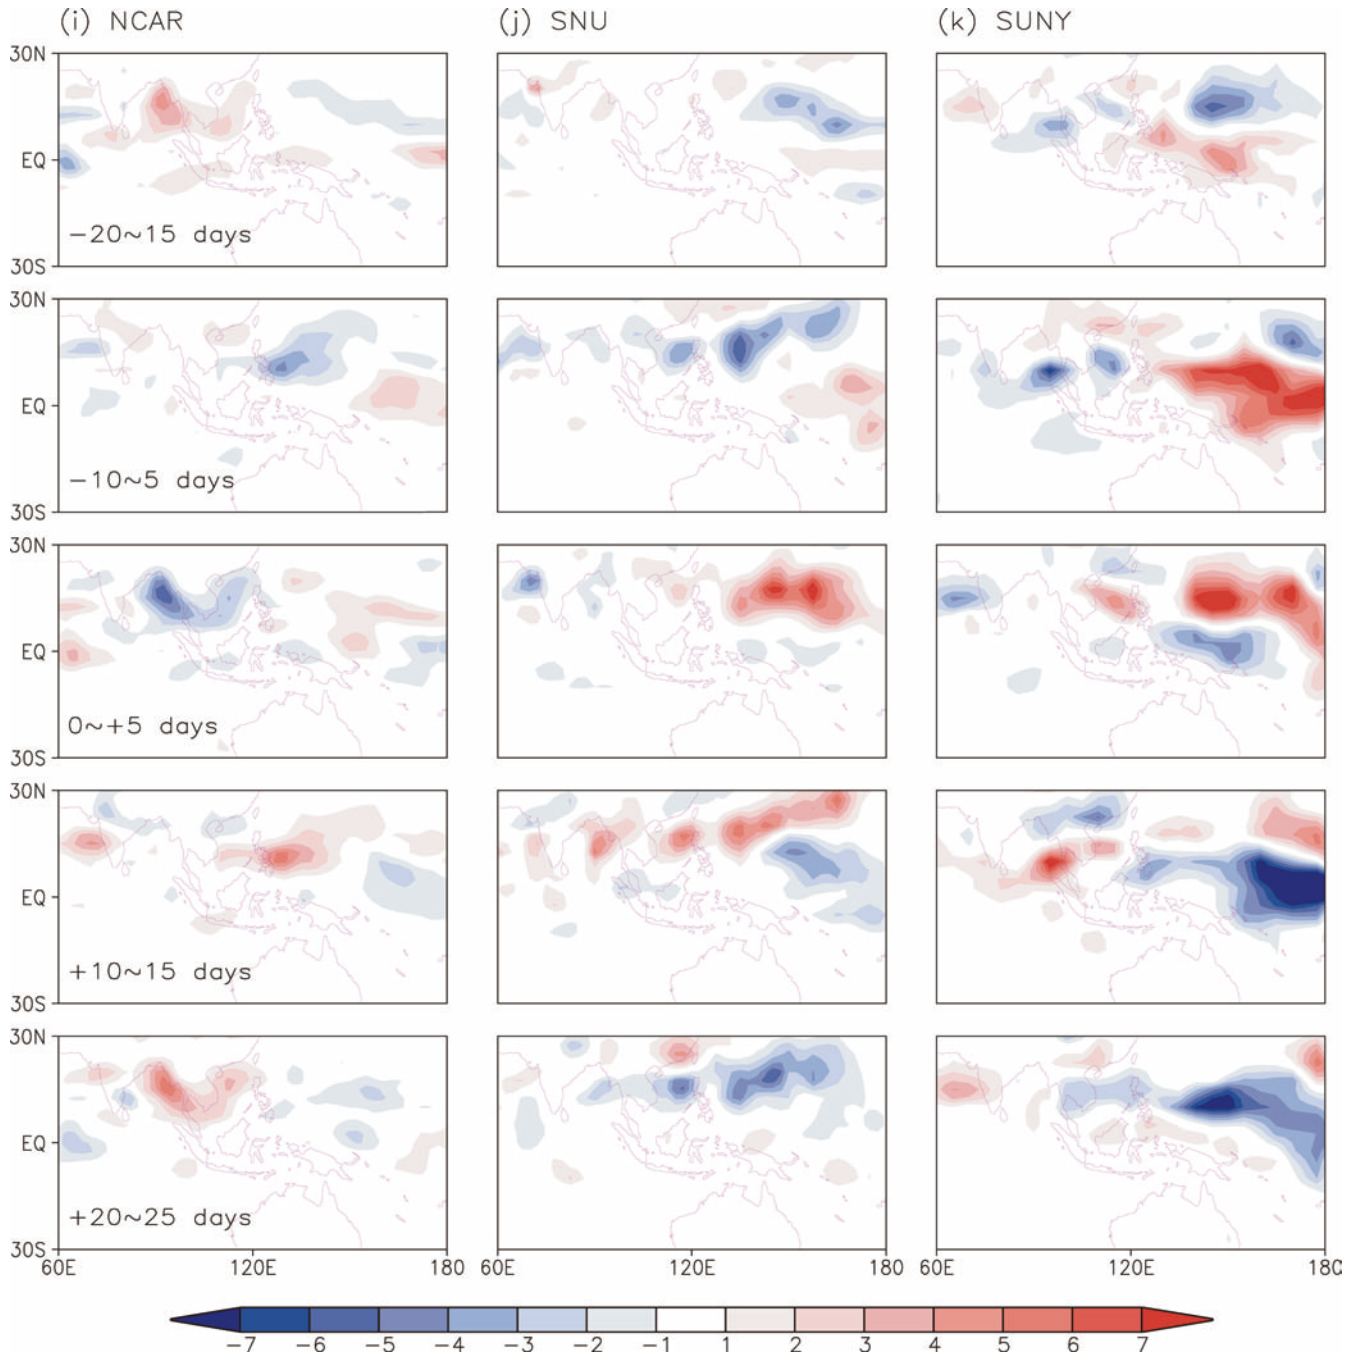 (i) NCAR (j) SNU (k) SUNY
30N
EQ
-20~15 days
30S
30N
EQ
-10~5 days
30S
30N
EQ
0~+5 days
30S
30N
EQ
+10~15 days
30S
30N
EQ
+20~25 days
30S
60E 120E 180 60E 120E 180 60E 120E 180
-7 -6 -5 -4 -3 -2 -1 1 2 3 4 5 6 7